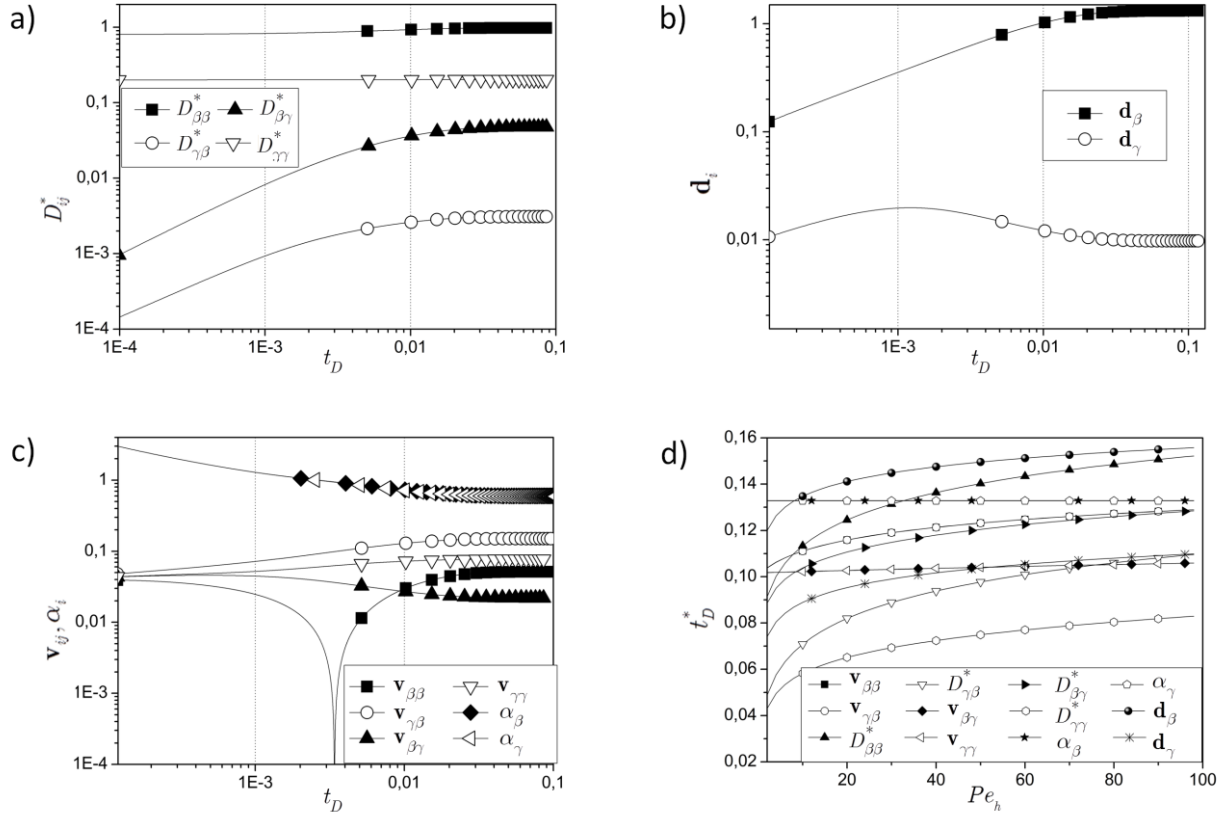 a)
1
0,1
0,01
1E-3
1E-4
D*ββ D*βγ
D*γβ D*γγ
D*ij
1E-4 1E-3 0,01 0,1
tD
b)
1
0,1
0,01
dβ
dγ
di
1E-3 0,01 0,1
tD
c)
1
0,1
0,01
1E-3
1E-4
vββ vγγ
vγβ αβ
vβγ αγ
vij, αi
1E-3 0,01 0,1
tD
d)
0,16
0,14
0,12
0,10
0,08
0,06
0,04
0,02
vββ D*γβ D*βγ αγ
vγβ vβγ D*γγ dβ
D*ββ vγγ αβ dγ
t*D
20 40 60 80 100
Peh